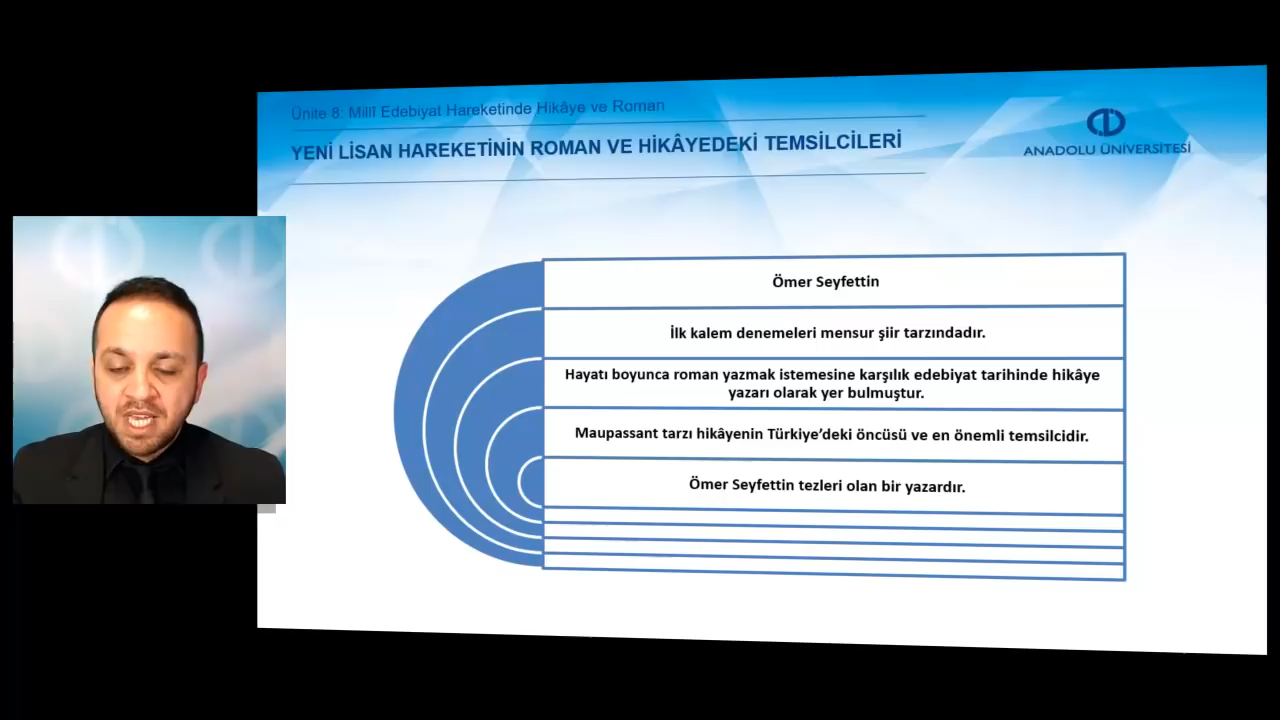 Ünite 8: Millî Edebiyat Hareketinde Hikâye ve Roman
YENİ LİSAN HAREKETİNİN ROMAN VE HİKÂYEDEKİ TEMSİLCİLERİ
ANADOLU ÜNİVERSİTESİ
Ömer Seyfettin
İlk kalem denemeleri mensur şiir tarzındadır.
Hayatı boyunca roman yazmak istemesine karşılık edebiyat tarihinde hikâye
yazarı olarak yer bulmuştur.
Maupassant tarzı hikâyenin Türkiye’deki öncüsü ve en önemli temsilcidir.
Ömer Seyfettin tezleri olan bir yazardır.